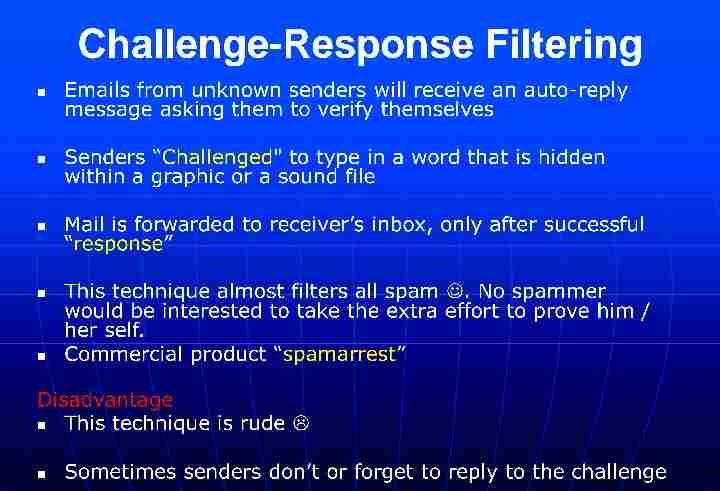 Challenge-Response Filtering
Emails from unknown senders will receive an auto-reply
message asking them to verify themselves
Senders “Challenged" to type in a word that is hidden
within a graphic or a sound file
Mail is forwarded to receiver’s inbox, only after successful
“response”
This technique almost filters all spam ☺. No spammer
would be interested to take the extra effort to prove him /
her self.
Commercial product “spamarrest”
Disadvantage
This technique is rude ☹
Sometimes senders don’t or forget to reply to the challenge